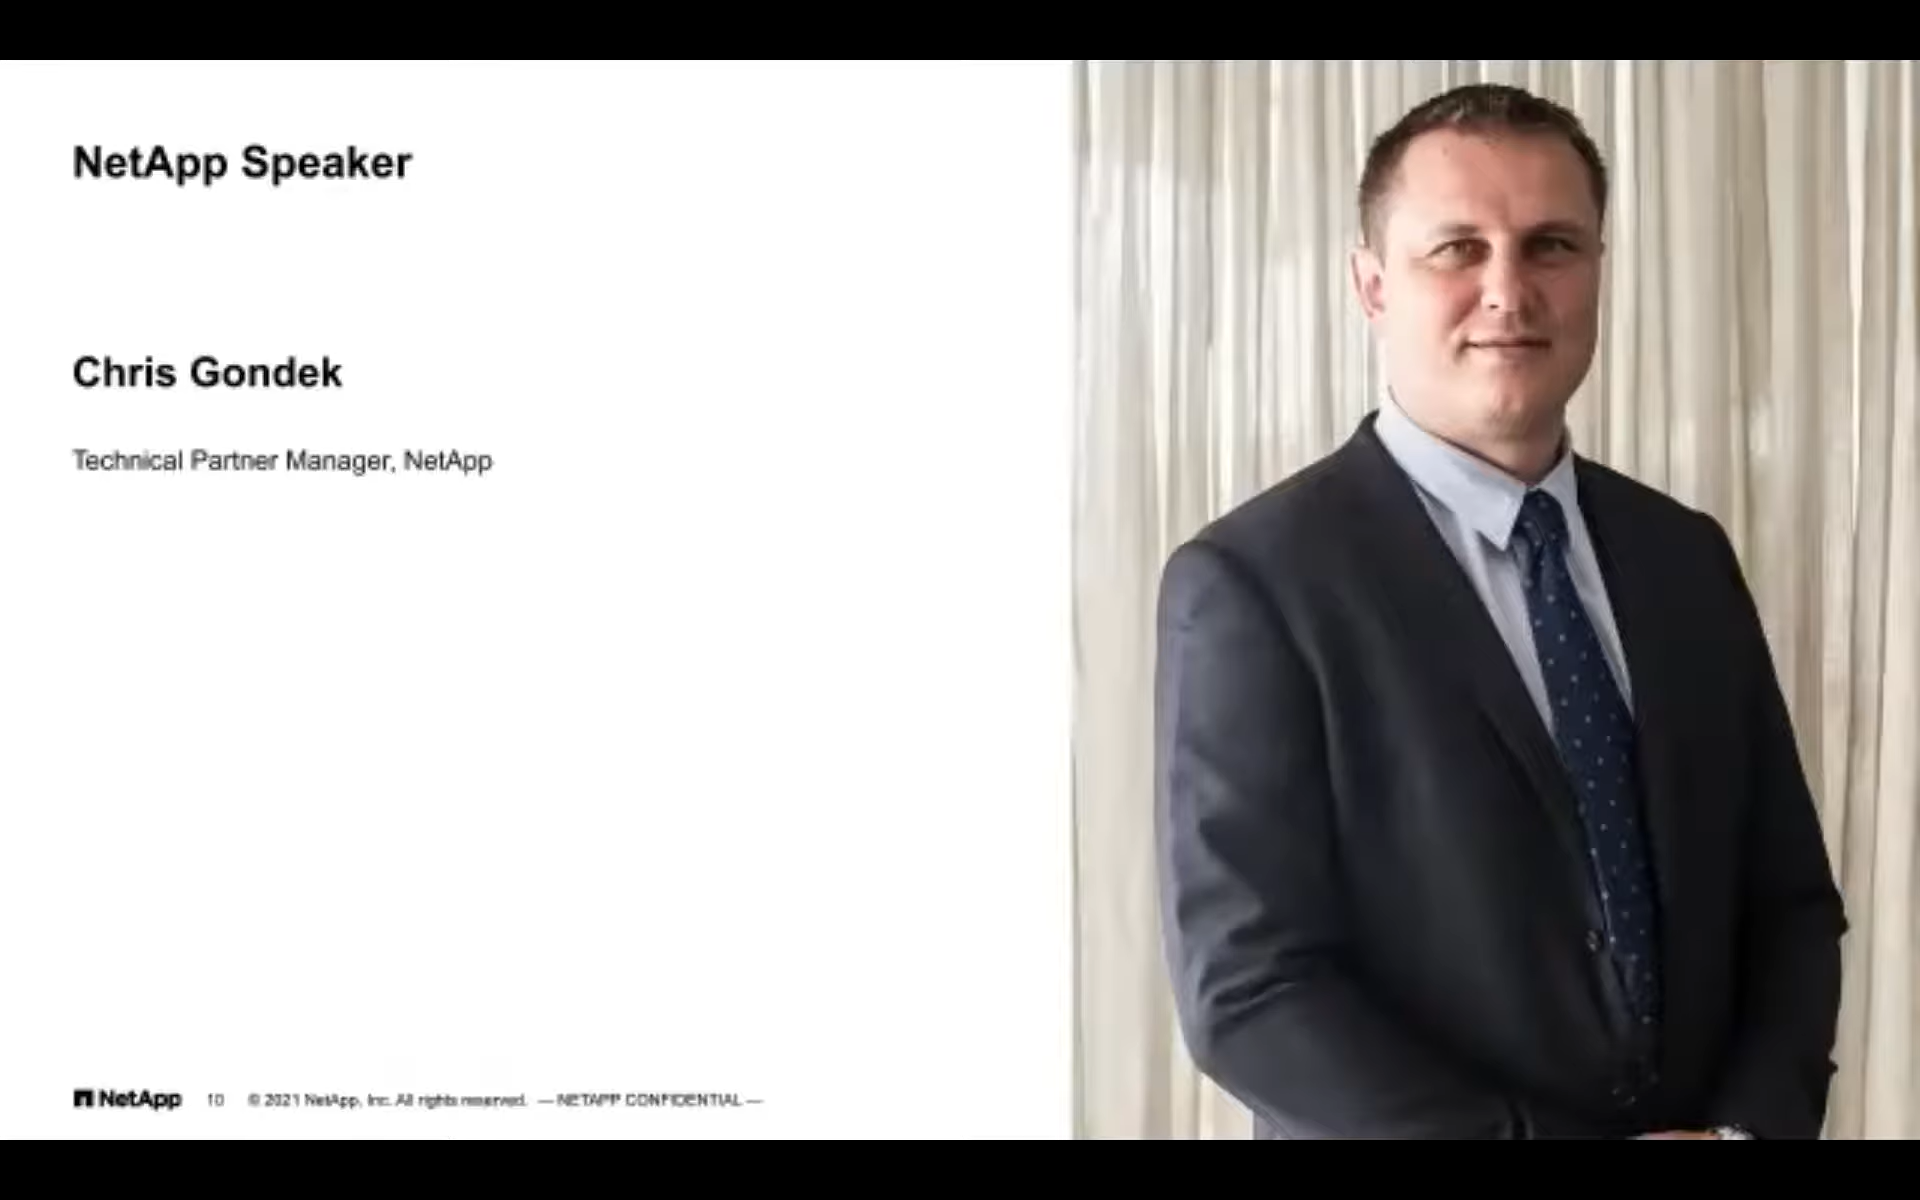 NetApp Speaker
Chris Gondek
Technical Partner Manager, NetApp
NetApp 10 © 2021 NetApp, Inc. All rights reserved. — NETAPP CONFIDENTIAL —